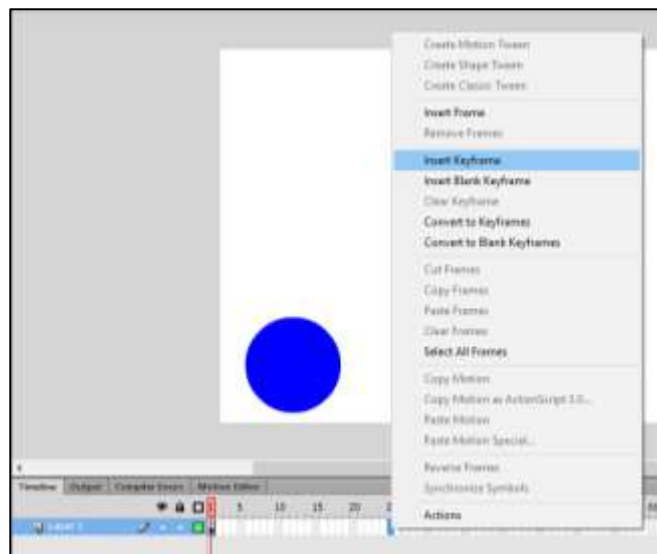 Create Motion Tween
Create Shape Tween
Create Classic Tween
Insert Frame
Remove Frames
Insert Keyframe
Insert Blank Keyframe
Clear Keyframe
Convert to Keyframes
Convert to Blank Keyframes
Cut Frames
Copy Frames
Paste Frames
Clear Frames
Select All Frames
Copy Motion
Copy Motion as ActionScript 3.0...
Paste Motion
Paste Motion Special...
Reverse Frames
Synchronize Symbols
Actions
Timeline Output Compiler Errors Motion Editor
5 10 15 20
Layer 1